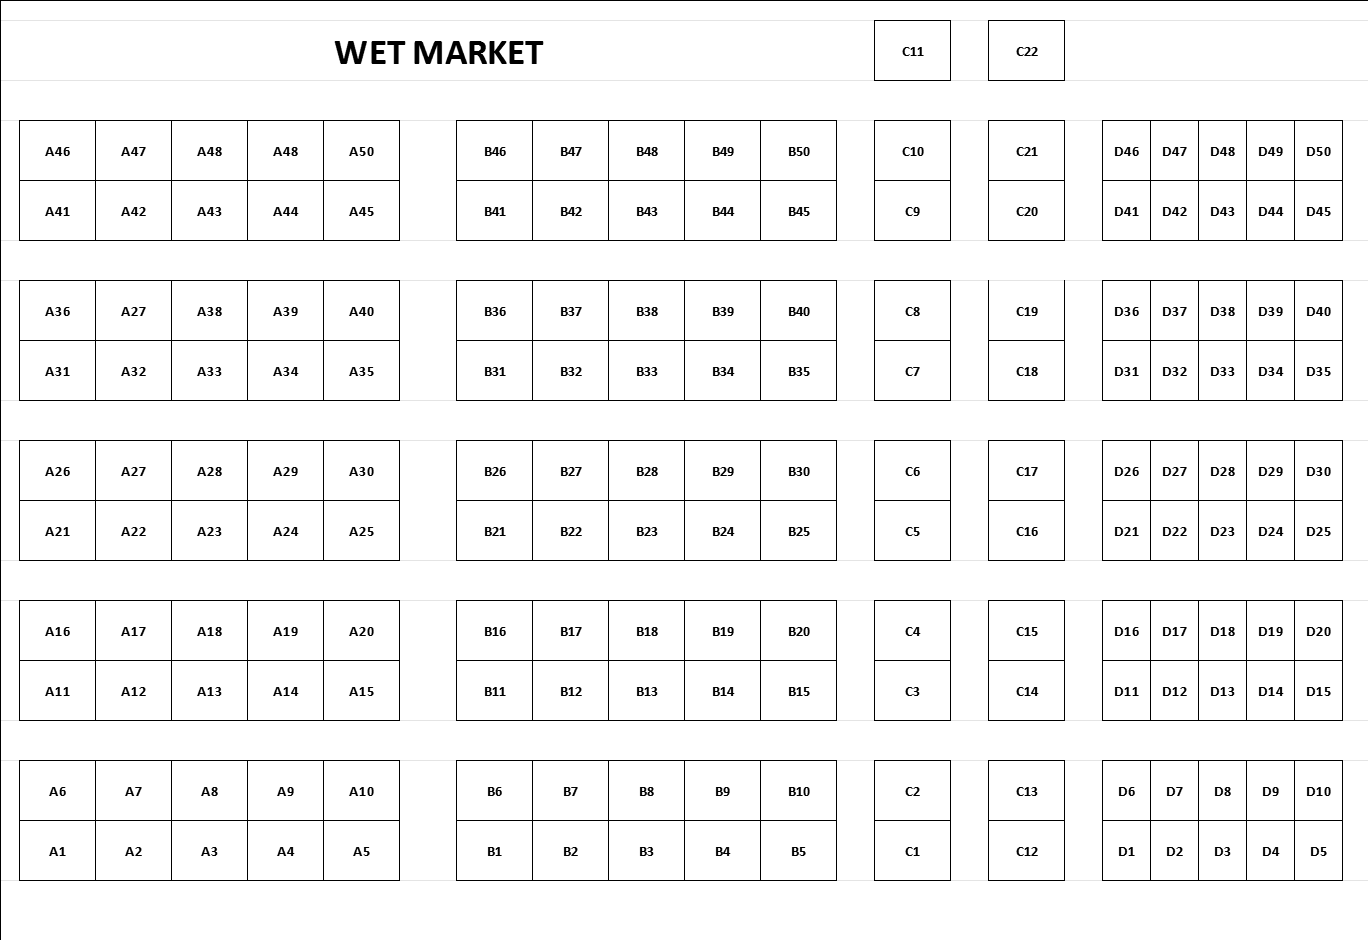 WET MARKET C11 C22
A46 A47 A48 A48 A50 B46 B47 B48 B49 B50 C10 C21 D46 D47 D48 D49 D50
A41 A42 A43 A44 A45 B41 B42 B43 B44 B45 C9 C20 D41 D42 D43 D44 D45
A36 A27 A38 A39 A40 B36 B37 B38 B39 B40 C8 C19 D36 D37 D38 D39 D40
A31 A32 A33 A34 A35 B31 B32 B33 B34 B35 C7 C18 D31 D32 D33 D34 D35
A26 A27 A28 A29 A30 B26 B27 B28 B29 B30 C6 C17 D26 D27 D28 D29 D30
A21 A22 A23 A24 A25 B21 B22 B23 B24 B25 C5 C16 D21 D22 D23 D24 D25
A16 A17 A18 A19 A20 B16 B17 B18 B19 B20 C4 C15 D16 D17 D18 D19 D20
A11 A12 A13 A14 A15 B11 B12 B13 B14 B15 C3 C14 D11 D12 D13 D14 D15
A6 A7 A8 A9 A10 B6 B7 B8 B9 B10 C2 C13 D6 D7 D8 D9 D10
A1 A2 A3 A4 A5 B1 B2 B3 B4 B5 C1 C12 D1 D2 D3 D4 D5